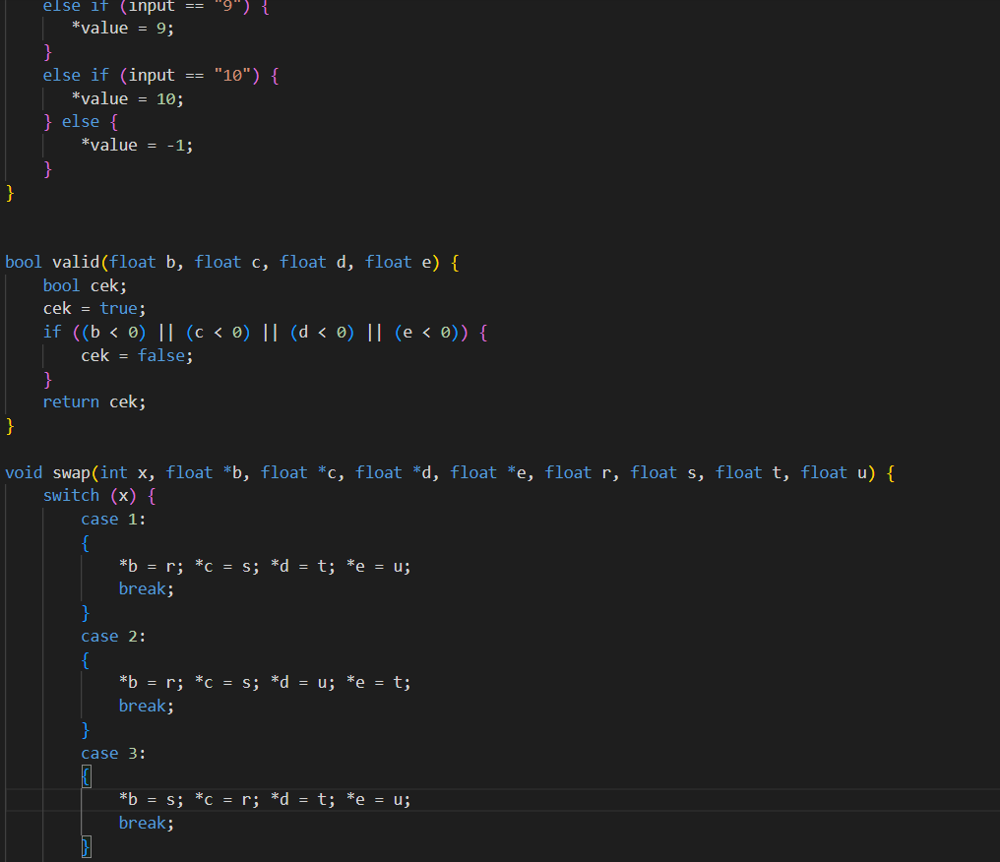 else if (input == "9") {
       *value = 9;
    }
    else if (input == "10") {
       *value = 10;
    } else {
        *value = -1;
    }
}
bool valid(float b, float c, float d, float e) {
    bool cek;
    cek = true;
    if ((b < 0) || (c < 0) || (d < 0) || (e < 0)) {
        cek = false;
    }
    return cek;
}
void swap(int x, float *b, float *c, float *d, float *e, float r, float s, float t, float u) {
    switch (x) {
        case 1:
        {
            *b = r; *c = s; *d = t; *e = u;
            break;
        }
        case 2:
        {
            *b = r; *c = s; *d = u; *e = t;
            break;
        }
        case 3:
        {
            *b = s; *c = r; *d = t; *e = u;
            break;
        }